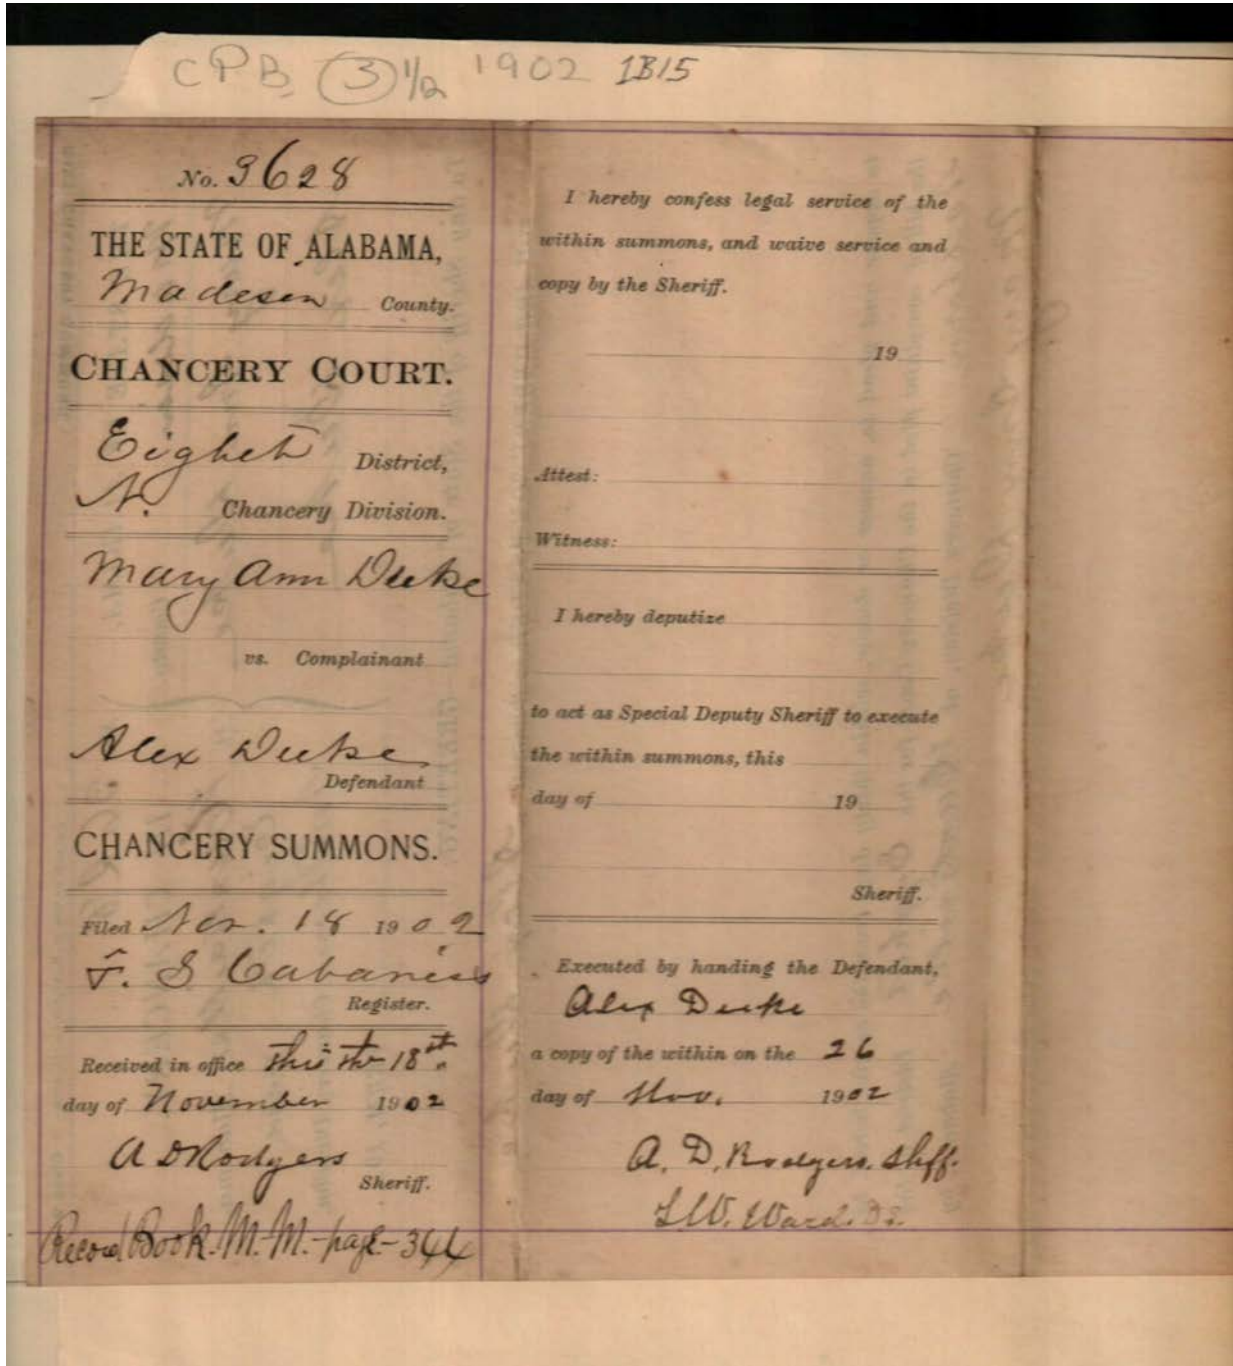 CPB (3) 1/2 1902 1B15
No. 3628
THE STATE OF ALABAMA,
Madeson County.
CHANCERY COURT.
Eighth District,
N. Chancery Division.
Mary Ann Duke
vs. Complainant
Alex Duke
Defendant
CHANCERY SUMMONS.
Filed Nov. 18 1902
F. S Cabaniss
Register.
Received in office this the 18th
day of November 1902
A D Rodgers
Sheriff.
Record Book M.M.-page-344
I hereby confess legal service of the
within summons, and waive service and
copy by the Sheriff.
19
Attest:
Witness:
I hereby deputize
to act as Special Deputy Sheriff to execute
the within summons, this
day of 19
Sheriff.
Executed by handing the Defendant,
Alex Duke
a copy of the within on the 26
day of Nov. 1902
A. D. Rodgers. Shff.
L.W. Ward. D.S.